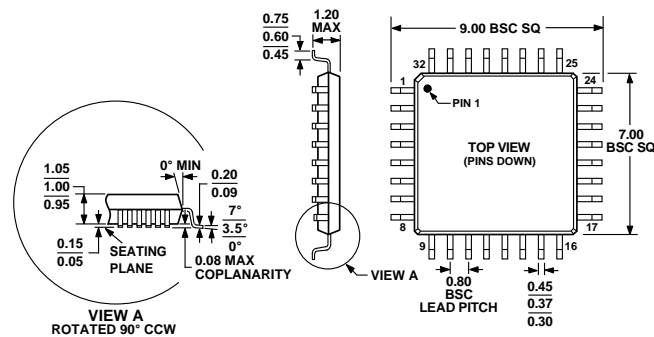 0.75
0.60
0.45
1.20
MAX
9.00 BSC SQ
32
25
1
24
PIN 1
TOP VIEW
(PINS DOWN)
7.00
BSC SQ
8
17
9
16
0.80
BSC
LEAD PITCH
0.45
0.37
0.30
VIEW A
1.05
1.00
0.95
0° MIN
0.20
0.09
7°
3.5°
0°
0.15
0.05
SEATING
PLANE
0.08 MAX
COPLANARITY
VIEW A
ROTATED 90° CCW